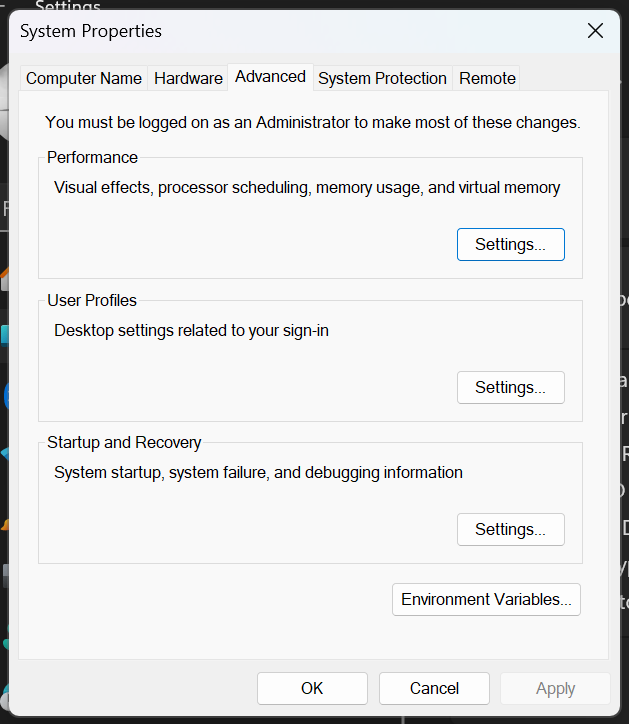 Settings
System Properties
Computer Name
Hardware
Advanced
System Protection
Remote
You must be logged on as an Administrator to make most of these changes.
Performance
Visual effects, processor scheduling, memory usage, and virtual memory
Settings...
User Profiles
Desktop settings related to your sign-in
Settings...
Startup and Recovery
System startup, system failure, and debugging information
Settings...
Environment Variables...
OK
Cancel
Apply